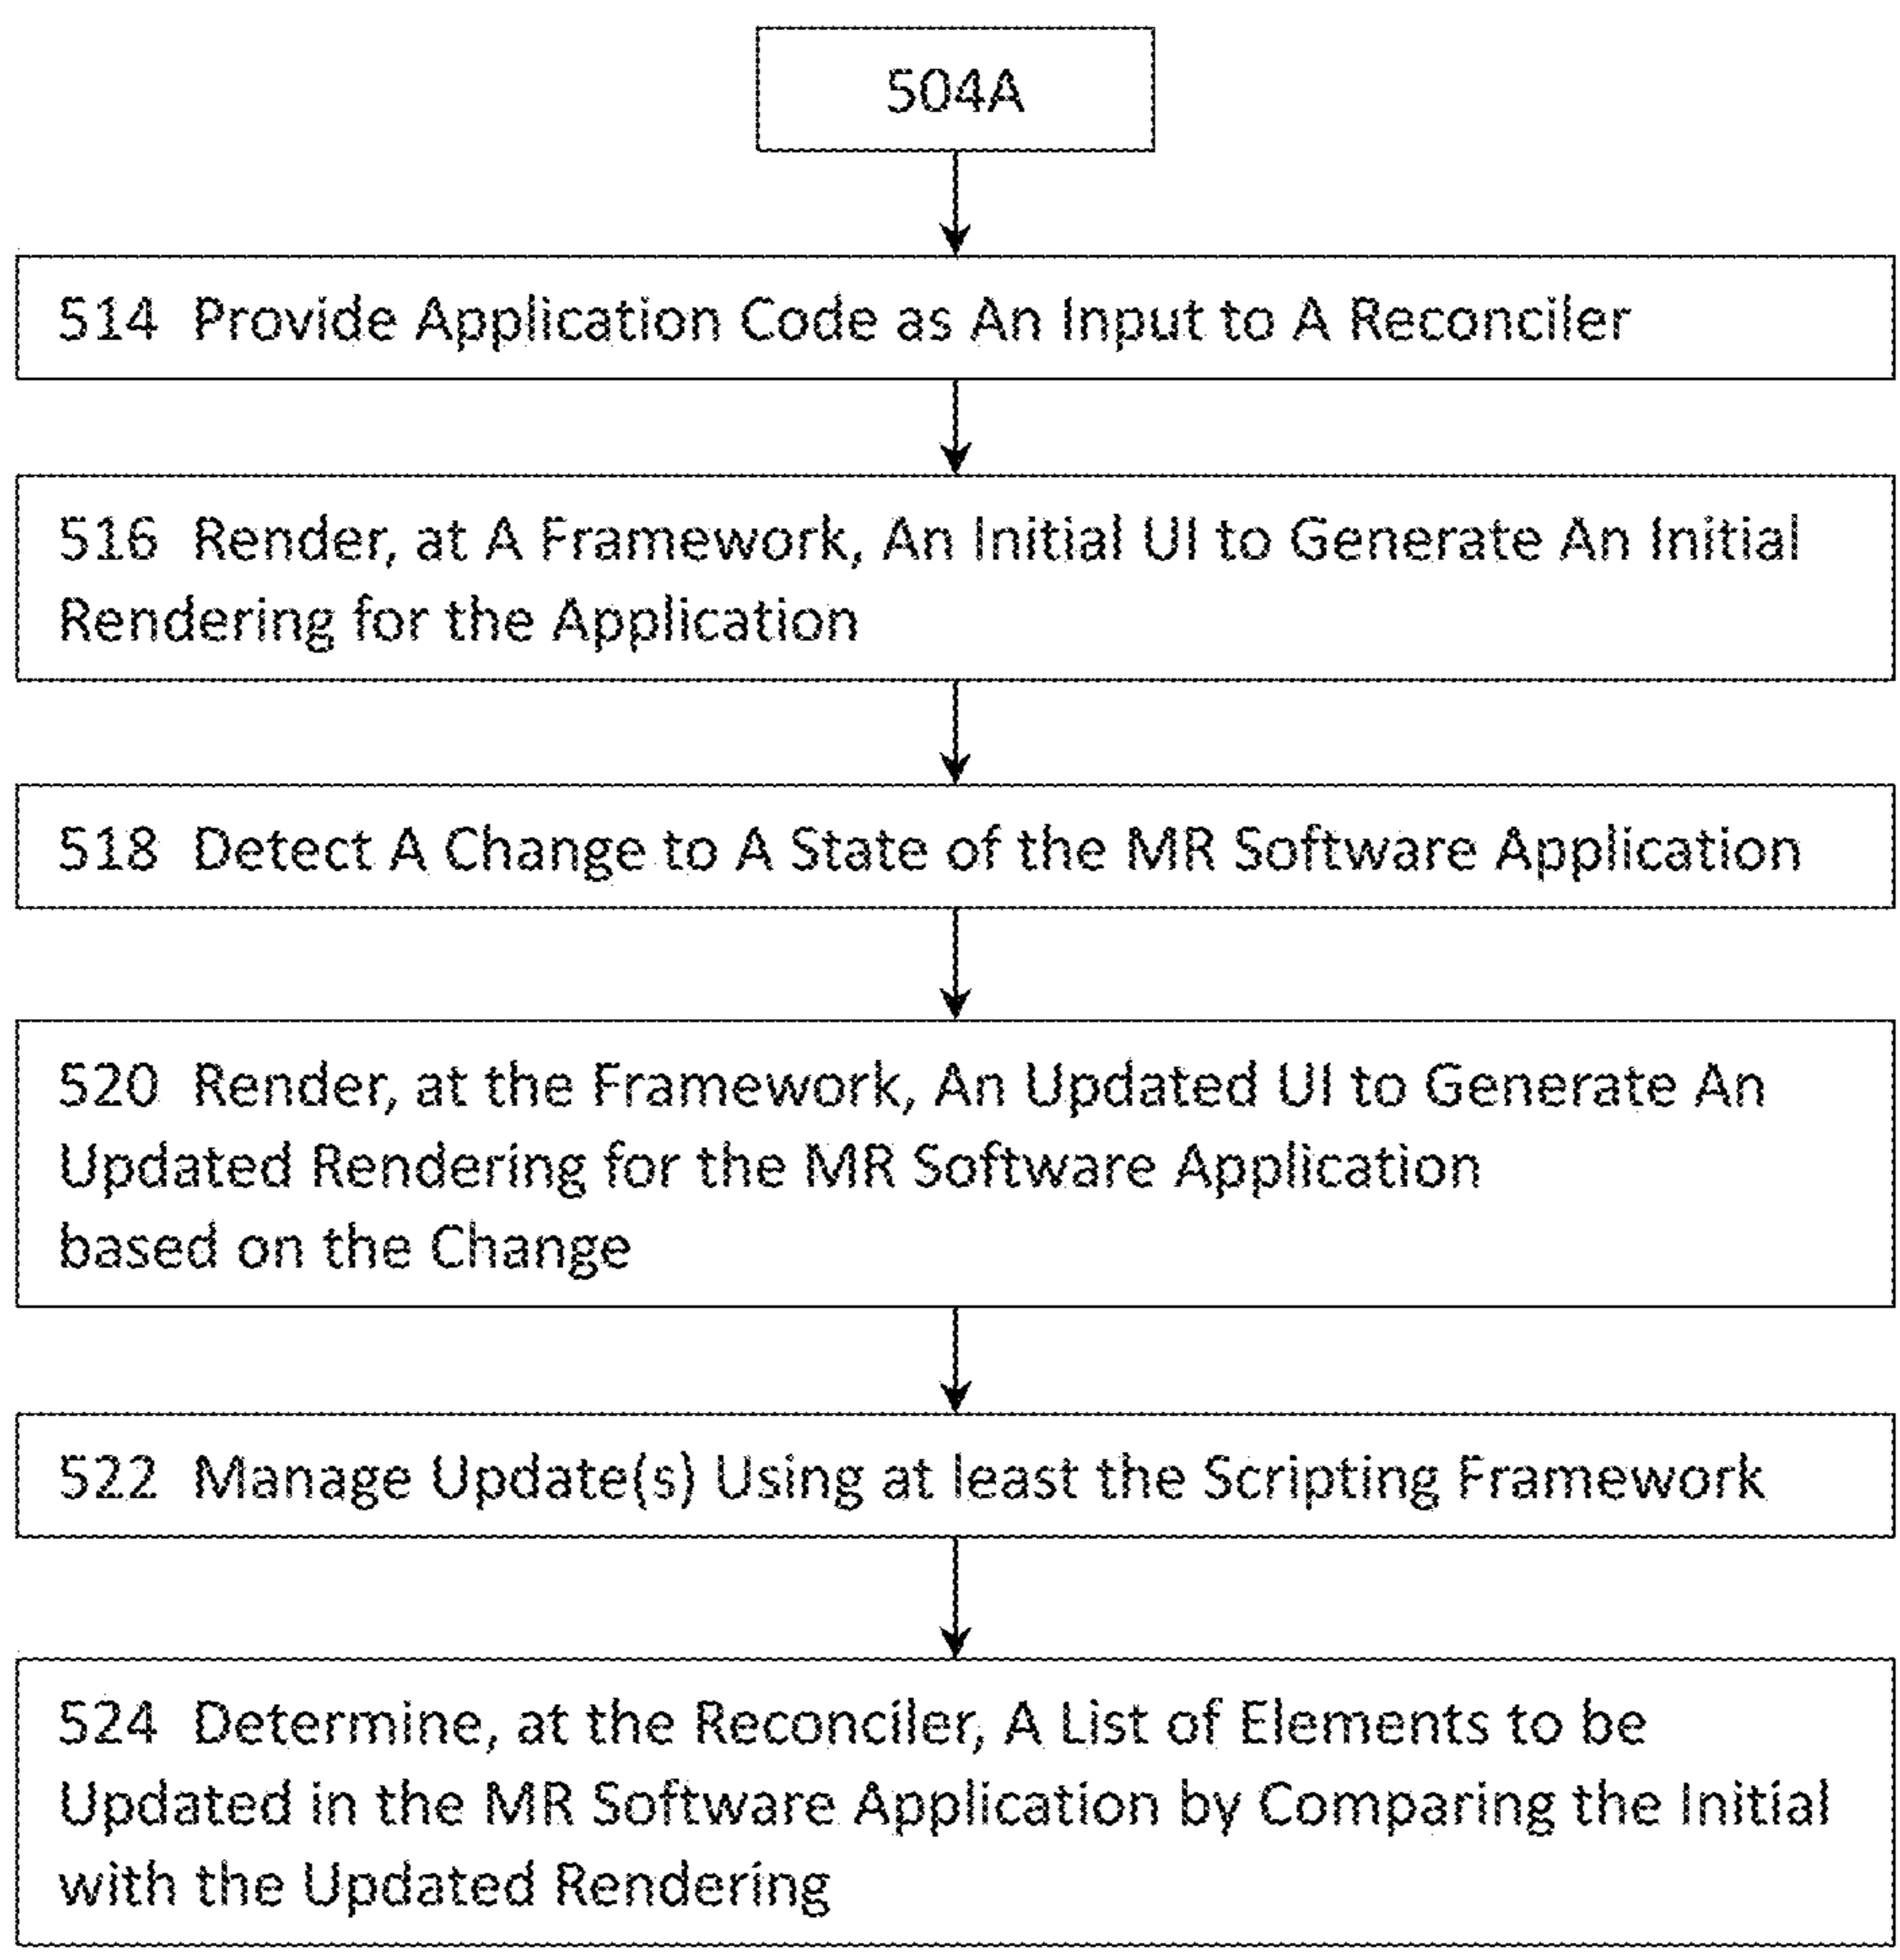 504A
514 Provide Application Code as An Input to A Reconciler
516 Render, at A Framework, An Initial UI to Generate An Initial
Rendering for the Application
518 Detect A Change to A State of the MR Software Application
520 Render, at the Framework, An Updated UI to Generate An
Updated Rendering for the MR Software Application
based on the Change
522 Manage Update(s) Using at least the Scripting Framework
524 Determine, at the Reconciler, A List of Elements to be
Updated in the MR Software Application by Comparing the Initial
with the Updated Rendering